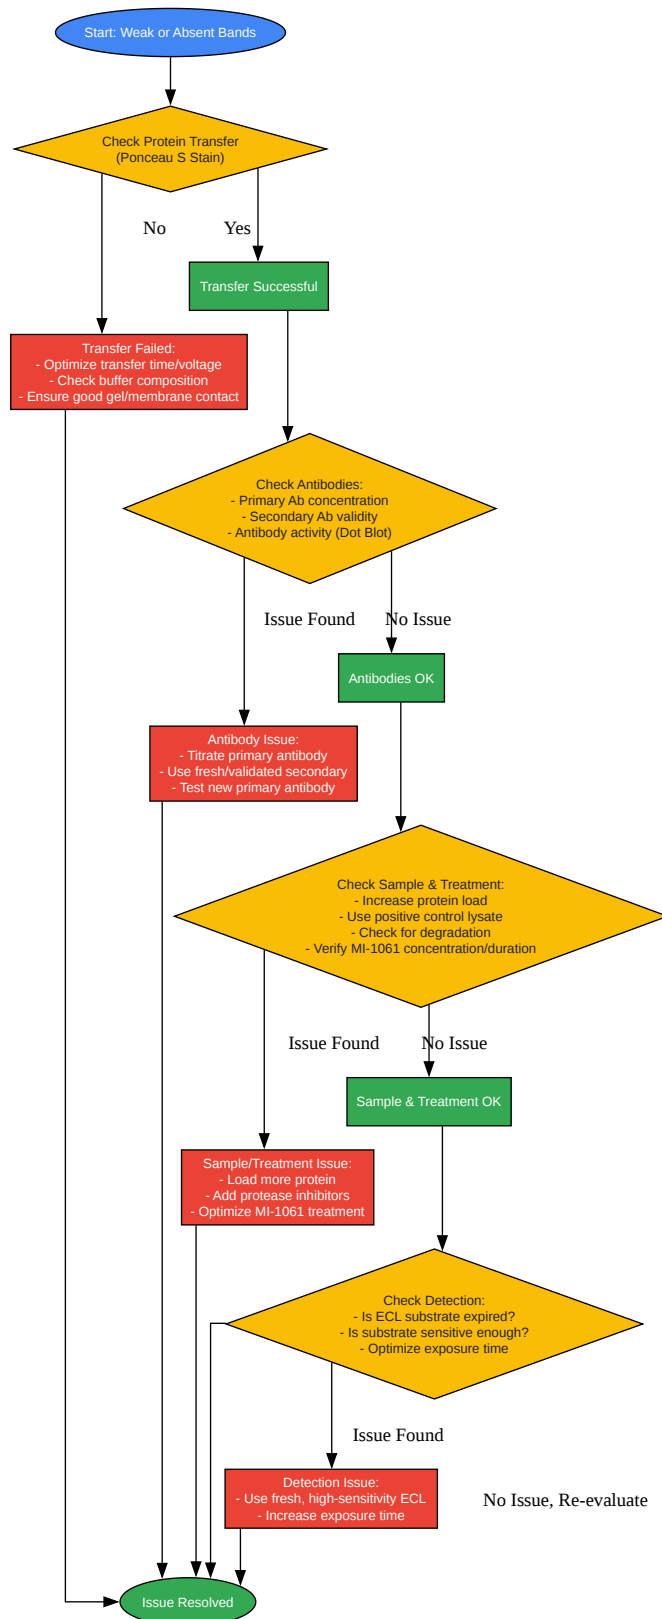 Start: Weak or Absent Bands
Check Protein Transfer
(Ponceau S Stain)
No
Yes
Transfer Successful
Transfer Failed:
- Optimize transfer time/voltage
- Check buffer composition
- Ensure good gel/membrane contact
Check Antibodies:
- Primary Ab concentration
- Secondary Ab validity
- Antibody activity (Dot Blot)
Issue Found
No Issue
Antibodies OK
Antibody Issue:
- Titrate primary antibody
- Use fresh/validated secondary
- Test new primary antibody
Check Sample & Treatment:
- Increase protein load
- Use positive control lysate
- Check for degradation
- Verify MI-1061 concentration/duration
Issue Found
No Issue
Sample & Treatment OK
Sample/Treatment Issue:
- Load more protein
- Add protease inhibitors
- Optimize MI-1061 treatment
Check Detection:
- Is ECL substrate expired?
- Is substrate sensitive enough?
- Optimize exposure time
Issue Found
Detection Issue:
- Use fresh, high-sensitivity ECL
- Increase exposure time
No Issue, Re-evaluate
Issue Resolved